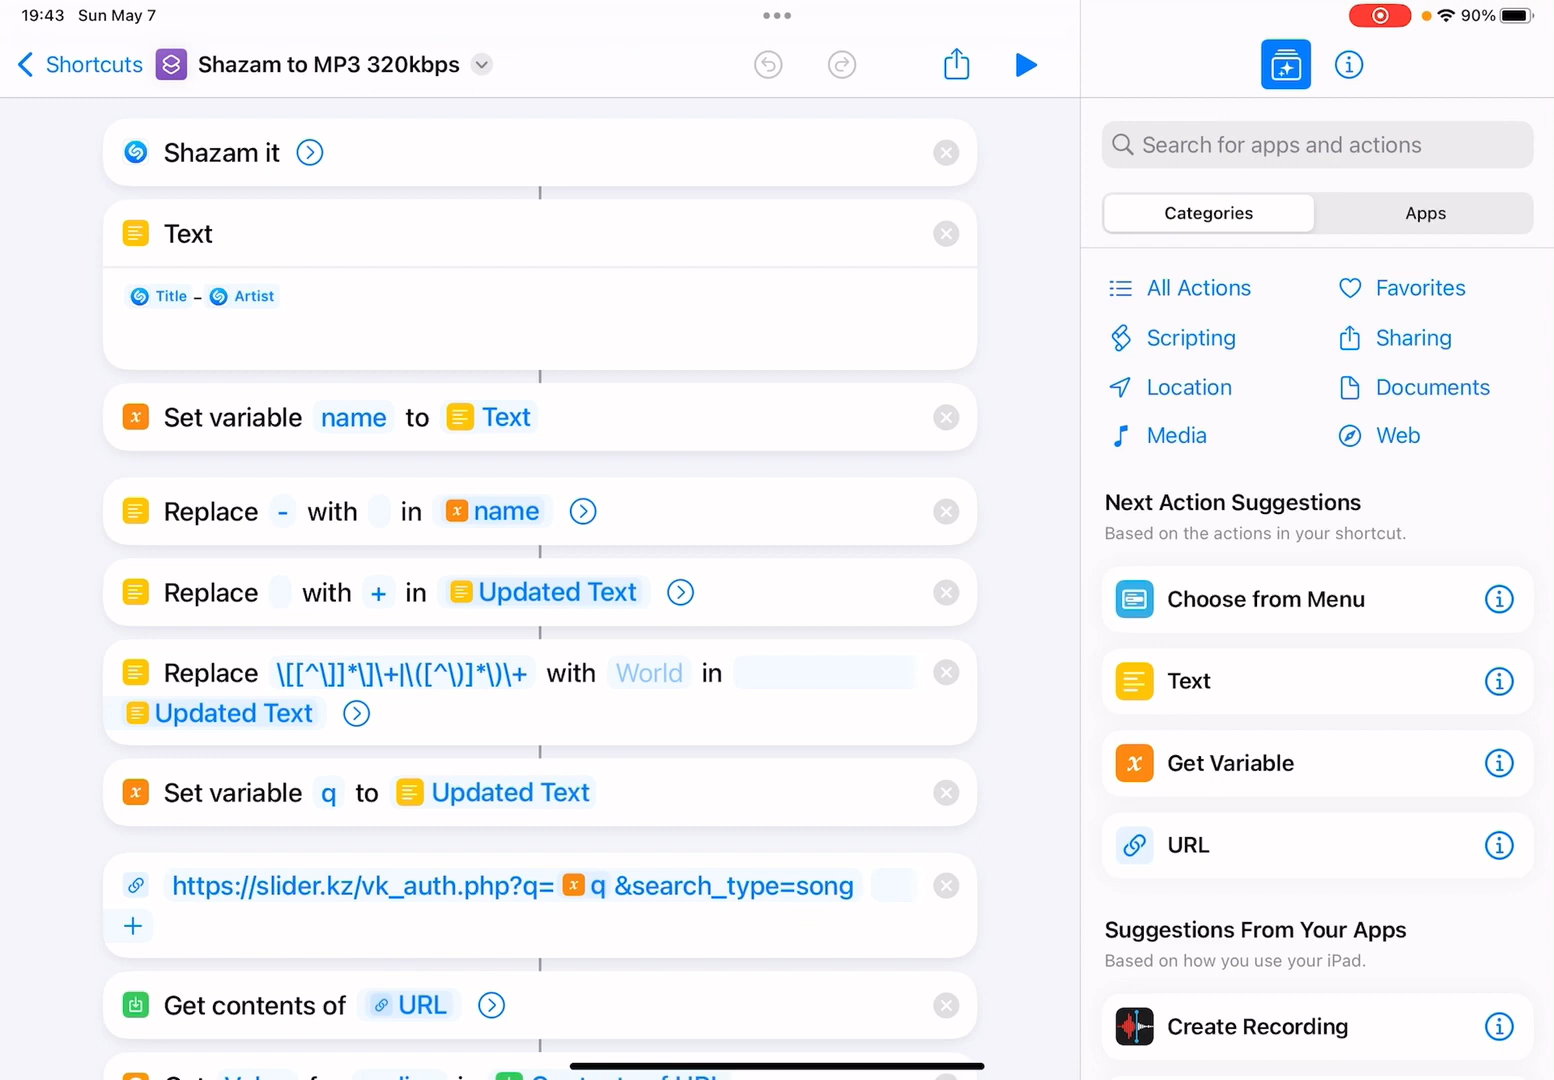 19:43 Sun May 7
90%
Shortcuts Shazam to MP3 320kbps
Shazam it
Text
Title – Artist
Set variable name to Text
Replace - with in name
Replace with + in Updated Text
Replace \[[^\]]*\]\+|\([^\)]*\)\+ with World in
Updated Text
Set variable q to Updated Text
https://slider.kz/vk_auth.php?q= q &search_type=song
+
Get contents of URL
Search for apps and actions
Categories Apps
All Actions Favorites
Scripting Sharing
Location Documents
Media Web
Next Action Suggestions
Based on the actions in your shortcut.
Choose from Menu
Text
Get Variable
URL
Suggestions From Your Apps
Based on how you use your iPad.
Create Recording